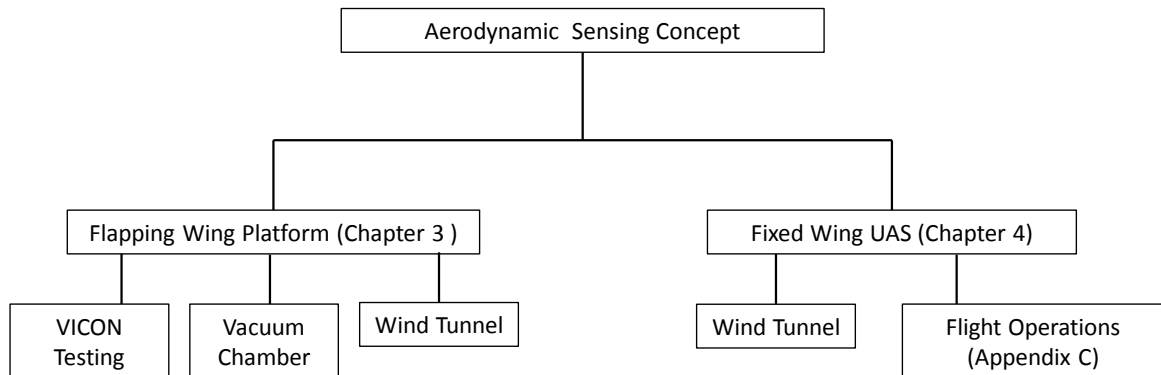 Aerodynamic  Sensing Concept
Flapping Wing Platform (Chapter 3 )
Fixed Wing UAS (Chapter 4)
VICON
Testing
Vacuum
Chamber
Wind Tunnel
Wind Tunnel
Flight Operations
(Appendix C)